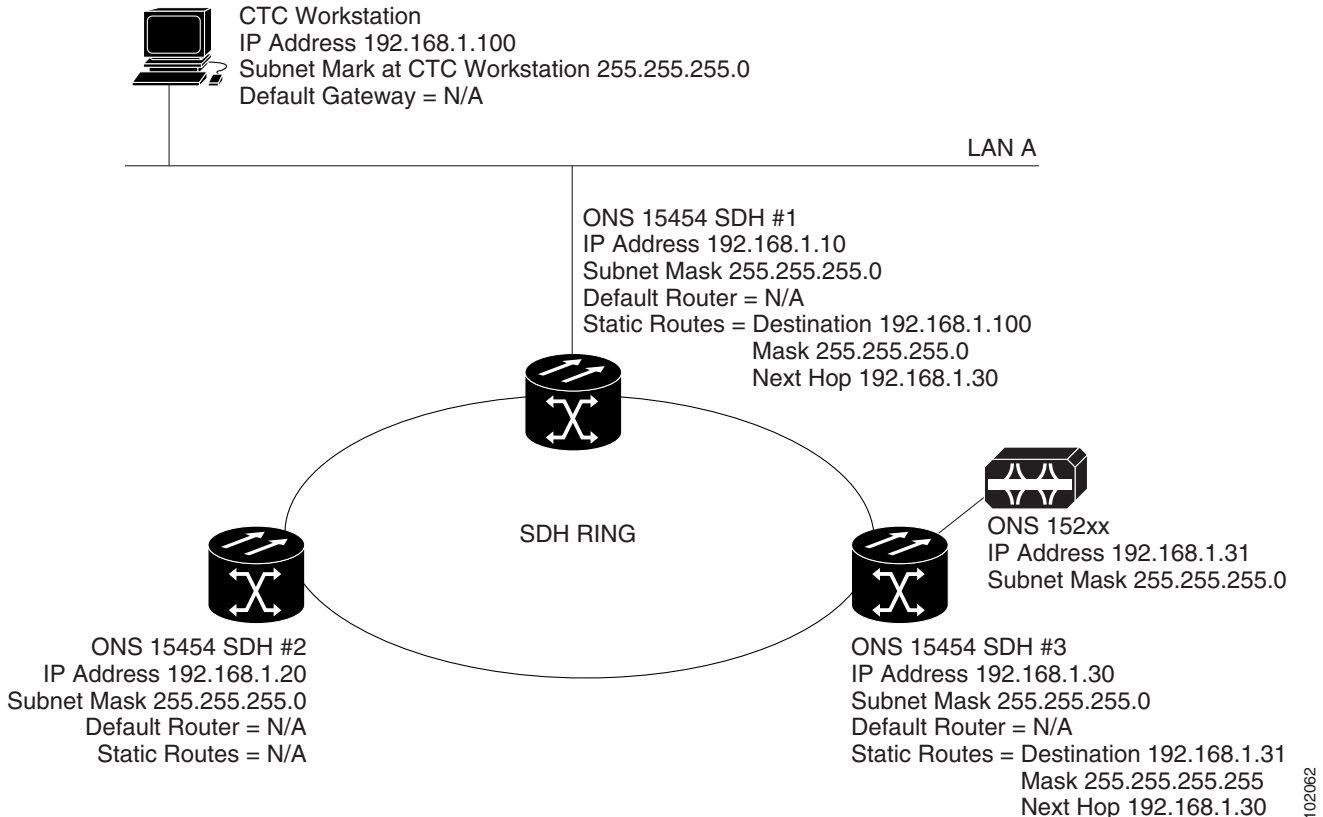 CTC Workstation
IP Address 192.168.1.100
Subnet Mark at CTC Workstation 255.255.255.0
Default Gateway = N/A
LAN A
ONS 15454 SDH #1
IP Address 192.168.1.10
Subnet Mask 255.255.255.0
Default Router = N/A
Static Routes = Destination 192.168.1.100
Mask 255.255.255.0
Next Hop 192.168.1.30
SDH RING
ONS 152xx
IP Address 192.168.1.31
Subnet Mask 255.255.255.0
ONS 15454 SDH #2
IP Address 192.168.1.20
Subnet Mask 255.255.255.0
Default Router = N/A
Static Routes = N/A
ONS 15454 SDH #3
IP Address 192.168.1.30
Subnet Mask 255.255.255.0
Default Router = N/A
Static Routes = Destination 192.168.1.31
Mask 255.255.255.255
Next Hop 192.168.1.30
102062